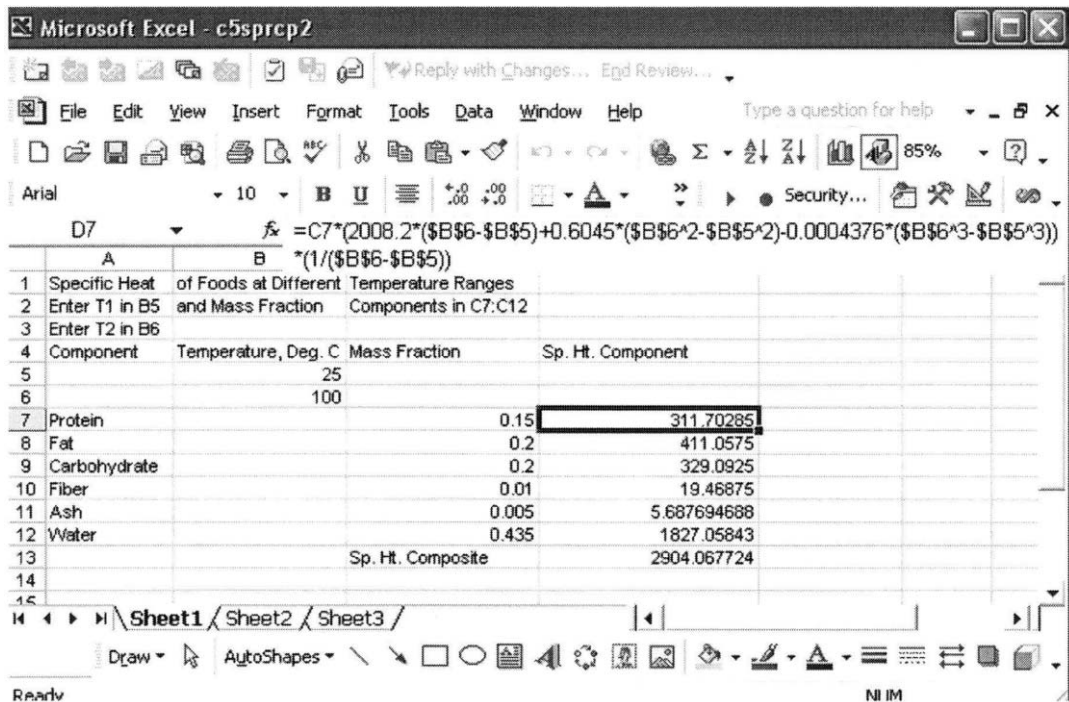 Microsoft Excel - c5sprcp2
Reply with Changes... End Review...
File Edit View Insert Format Tools Data Window Help Type a question for help
85%
Arial 10 B U Security...
D7 fx =C7*(2008.2*($B$6-$B$5)+0.6045*($B$6^2-$B$5^2)-0.0004376*($B$6^3-$B$5^3))
*(1/($B$6-$B$5))
A B
1 Specific Heat of Foods at Different Temperature Ranges
2 Enter T1 in B5 and Mass Fraction Components in C7:C12
3 Enter T2 in B6
4 Component Temperature, Deg. C Mass Fraction Sp. Ht. Component
5 25
6 100
7 Protein 0.15 311.70285
8 Fat 0.2 411.0575
9 Carbohydrate 0.2 329.0925
10 Fiber 0.01 19.46875
11 Ash 0.005 5.687694688
12 Water 0.435 1827.05843
13 Sp. Ht. Composite 2904.067724
14
15
Sheet1 Sheet2 Sheet3
Draw AutoShapes
Ready NUM